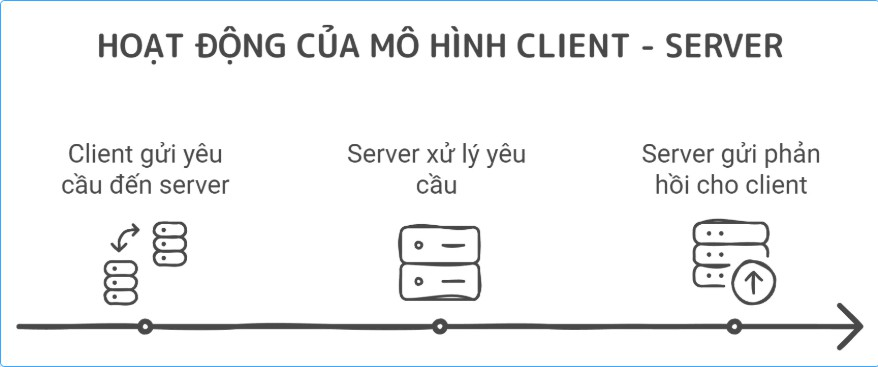 HOẠT ĐỘNG CỦA MÔ HÌNH CLIENT - SERVER
Client gửi yêu
cầu đến server
Server xử lý yêu
cầu
Server gửi phản
hồi cho client